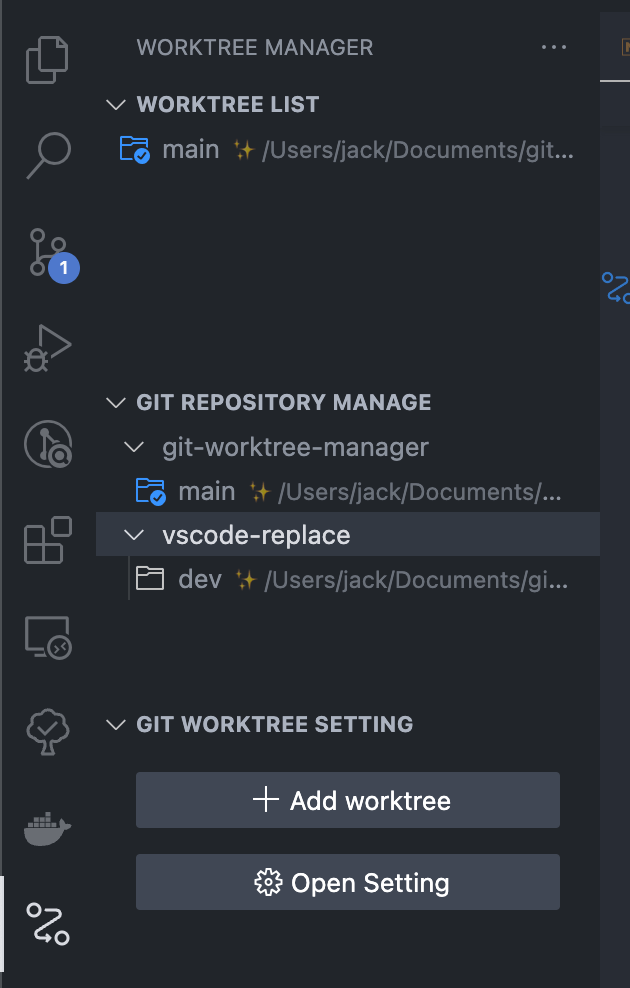 WORKTREE MANAGER ...
WORKTREE LIST
main ✨ /Users/jack/Documents/git...
1
GIT REPOSITORY MANAGE
git-worktree-manager
main ✨ /Users/jack/Documents/...
vscode-replace
dev ✨ /Users/jack/Documents/gi...
GIT WORKTREE SETTING
Add worktree
Open Setting